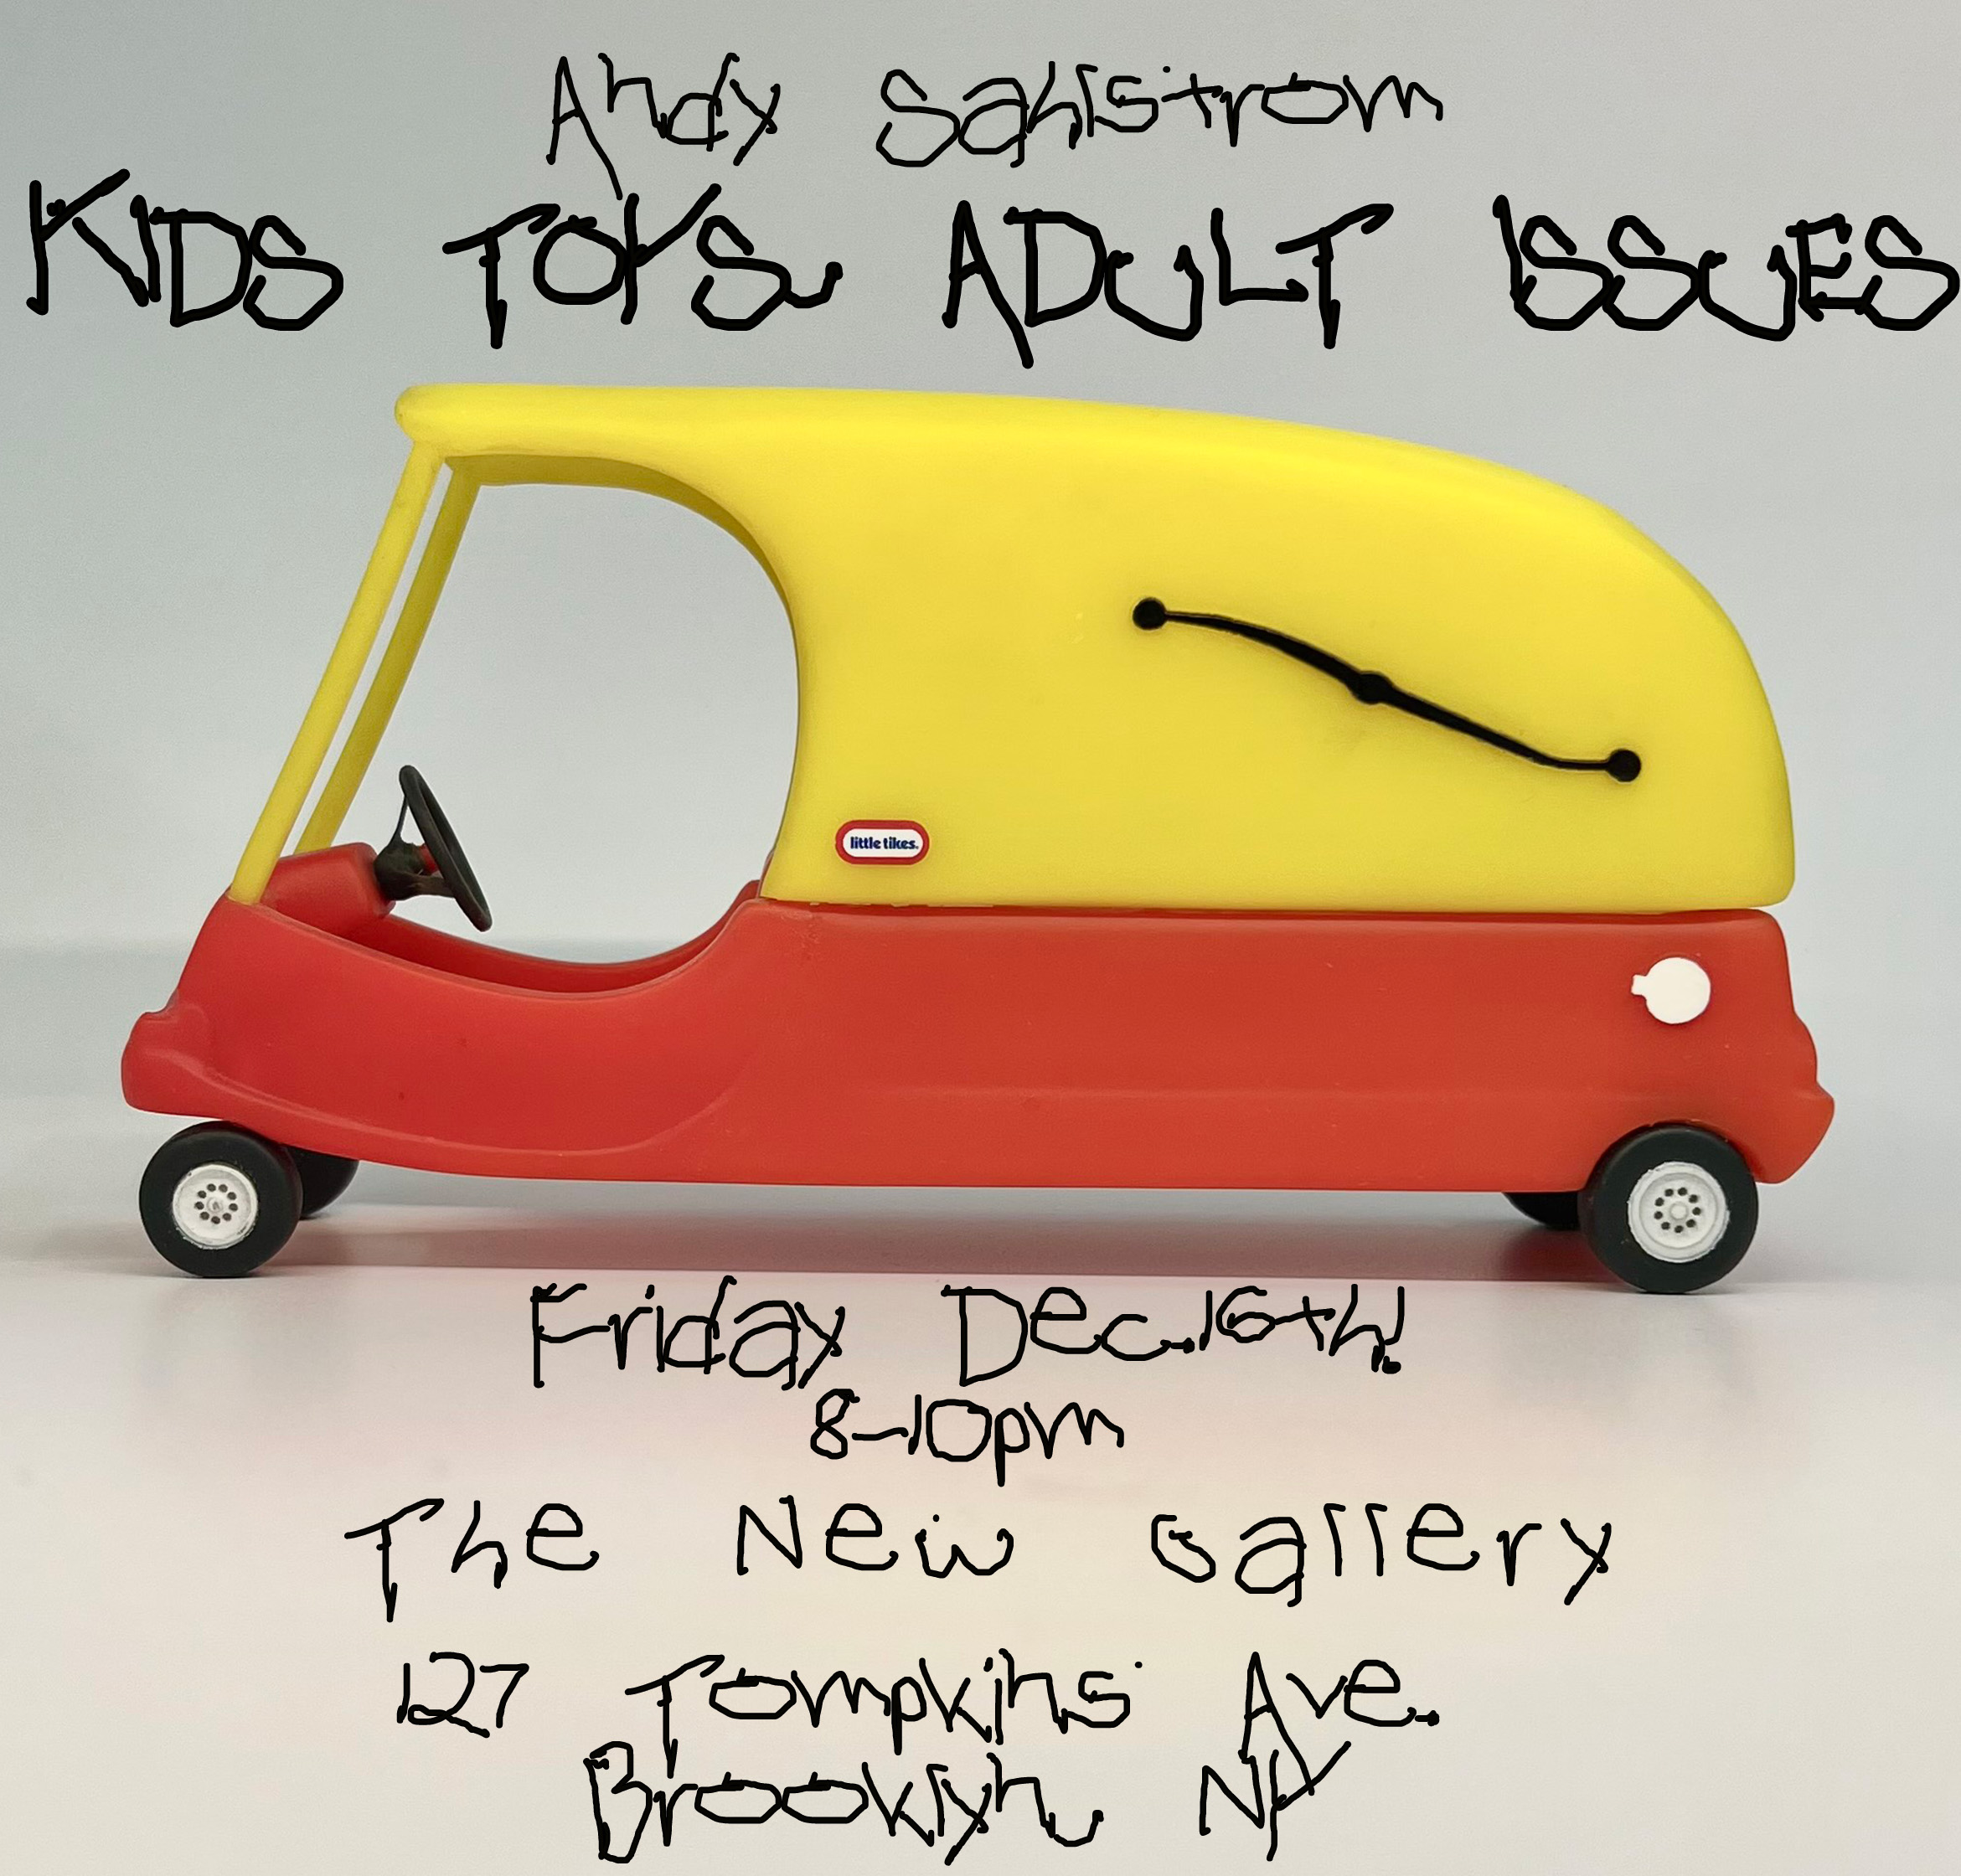 Andy Sahlstrom
KIDS TOYS, ADULT ISSUES
little tikes.
Friday Dec.16th!
8-10pm
The New Gallery
127 Tompkins Ave.
Brooklyn, NY